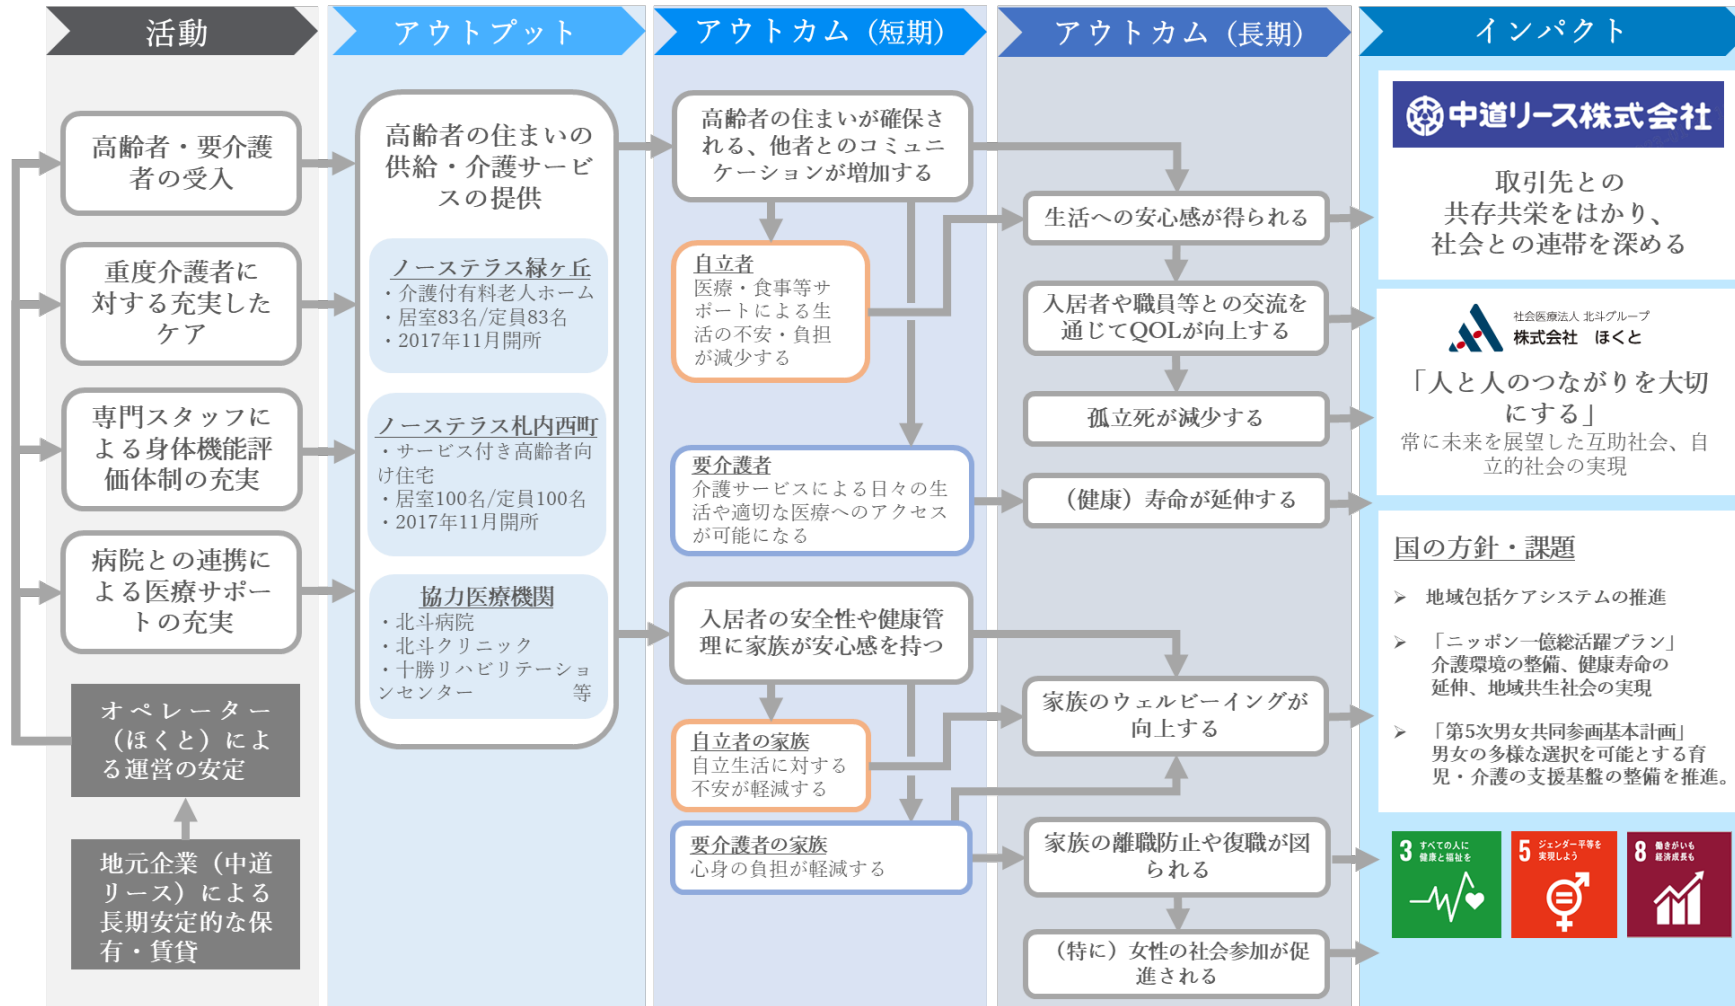 活動
アウトプット
アウトカム（短期）
アウトカム（長期）
インパクト
高齢者・要介護
者の受入
重度介護者に
対する充実した
ケア
専門スタッフに
よる身体機能評
価体制の充実
病院との連携に
よる医療サポー
トの充実
オペレーター
（ほくと）によ
る運営の安定
地元企業（中道
リース）による
長期安定的な保
有・賃貸
高齢者の住まいの
供給・介護サービ
スの提供
ノーステラス緑ヶ丘
・介護付有料老人ホーム
・居室83名/定員83名
・2017年11月開所
ノーステラス札内西町
・サービス付き高齢者向
け住宅
・居室100名/定員100名
・2017年11月開所
協力医療機関
・北斗病院
・北斗クリニック
・十勝リハビリテーショ
ンセンター 等
高齢者の住まいが確保さ
れる、他者とのコミュニ
ケーションが増加する
自立者
医療・食事等サ
ポートによる生
活の不安・負担
が減少する
要介護者
介護サービスによる日々の生
活や適切な医療へのアクセス
が可能になる
入居者の安全性や健康管
理に家族が安心感を持つ
自立者の家族
自立生活に対する
不安が軽減する
要介護者の家族
心身の負担が軽減する
生活への安心感が得られる
入居者や職員等との交流を
通じてQOLが向上する
孤立死が減少する
（健康）寿命が延伸する
家族のウェルビーイングが
向上する
家族の離職防止や復職が図
られる
（特に）女性の社会参加が促
進される
中道リース株式会社
取引先との
共存共栄をはかり、
社会との連帯を深める
社会医療法人 北斗グループ
株式会社 ほくと
「人と人のつながりを大切
にする」
常に未来を展望した互助社会、自
立的社会の実現
国の方針・課題
➢ 地域包括ケアシステムの推進
➢ 「ニッポン一億総活躍プラン」
介護環境の整備、健康寿命の
延伸、地域共生社会の実現
➢ 「第5次男女共同参画基本計画」
男女の多様な選択を可能とする育
児・介護の支援基盤の整備を推進。
3 すべての人に
健康と福祉を
5 ジェンダー平等を
実現しよう
8 働きがいも
経済成長も